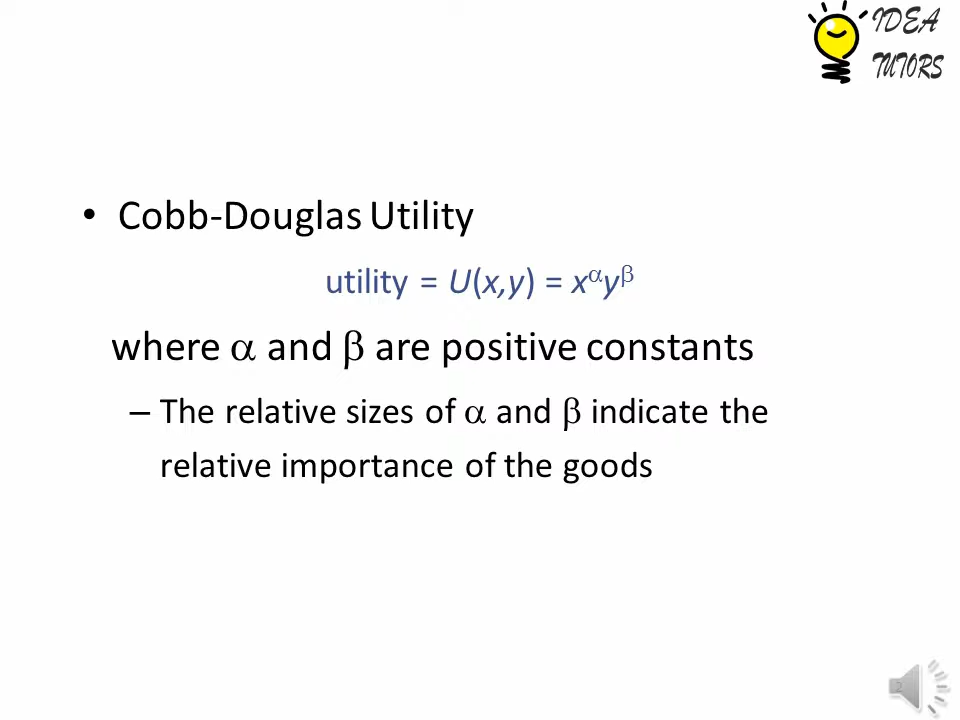 IDEA
TUTORS
• Cobb-Douglas Utility
utility = U(x,y) = x^α y^β
where α and β are positive constants
– The relative sizes of α and β indicate the
relative importance of the goods
2